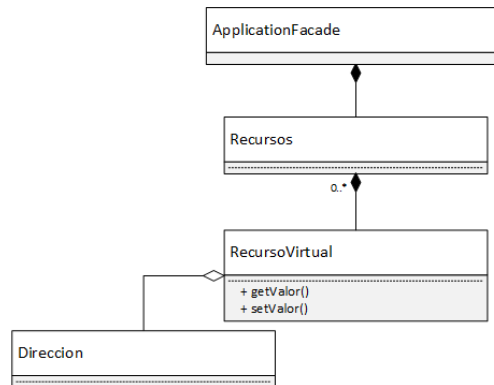 ApplicationFacade
Recursos
0..*
RecursoVirtual
+ getValor()
+ setValor()
Direccion